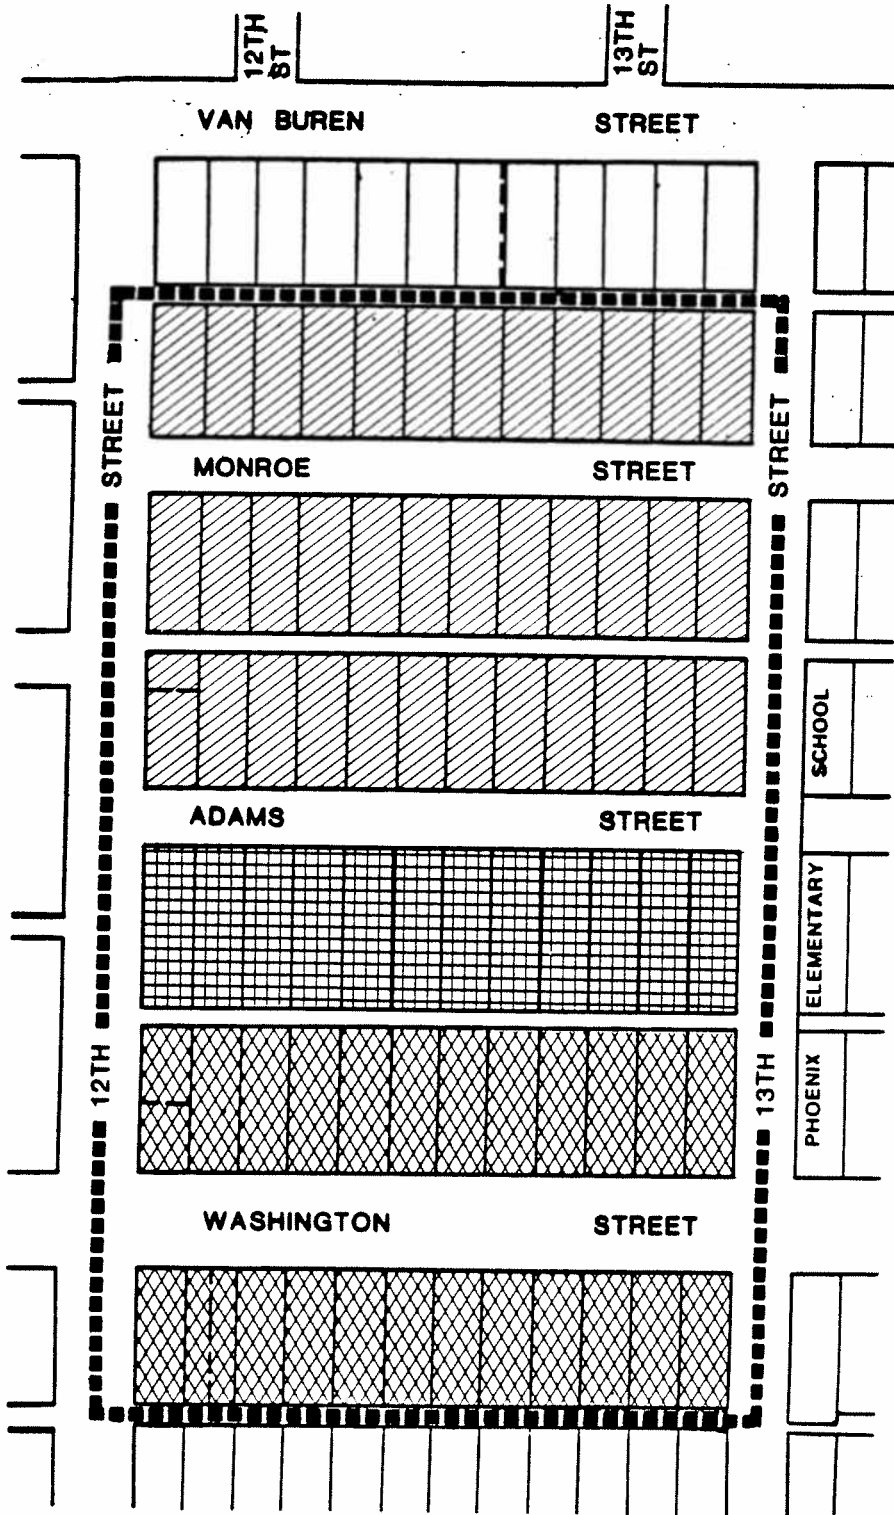 12TH ST
13TH ST
VAN BUREN STREET
STREET
STREET
MONROE STREET
SCHOOL
ADAMS STREET
ELEMENTARY
12TH
13TH
PHOENIX
WASHINGTON STREET